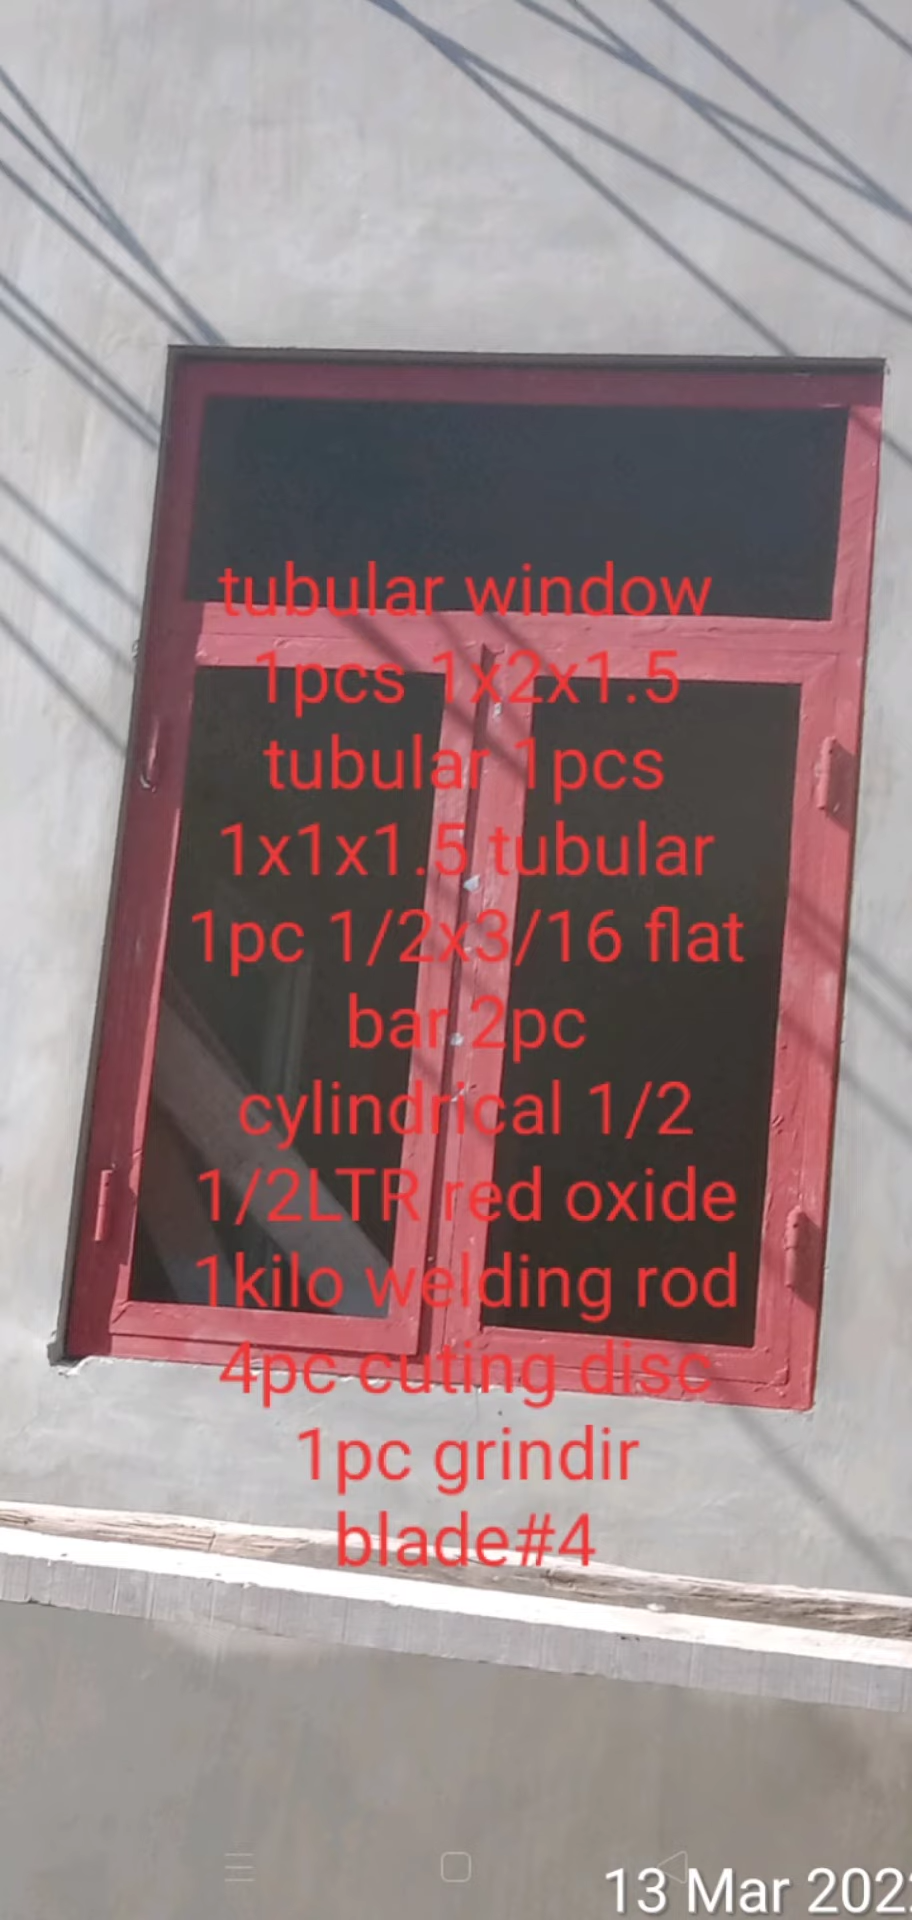 tubular window
1pcs 1x2x1.5
tubular 1pcs
1x1x1.5 tubular
1pc 1/2x3/16 flat
bar 2pc
cylindrical 1/2
1/2LTR red oxide
1kilo welding rod
4pc cuting disc
1pc grindir
blade#4
13 Mar 202